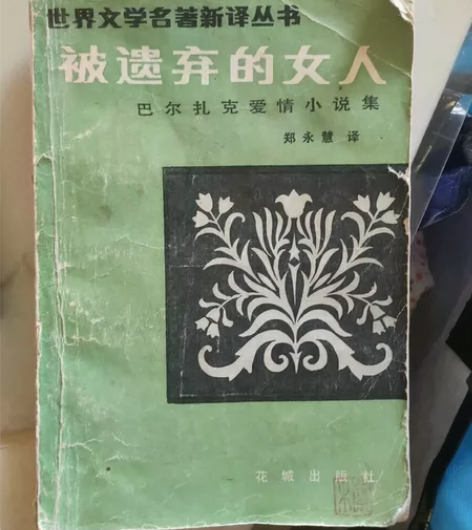 世界文学名著新译丛书
被遗弃的女人
巴尔扎克爱情小说集
郑永慧 译
花城出版社